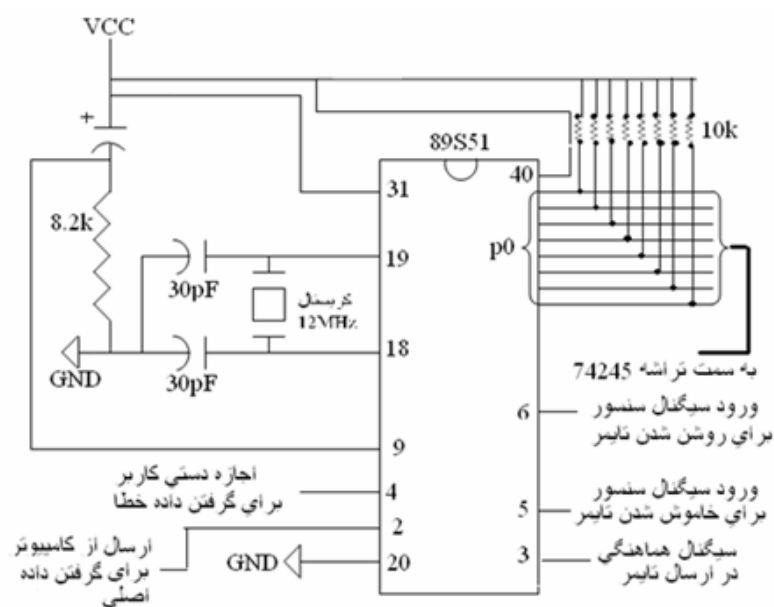 VCC
+
89S51
10k
40
31
8.2k
p0
19
30pF
کریستال
12MHz
18
30pF
GND
به سمت تراشه 74245
6
ورود سیگنال سنسور
برای روشن شدن تایمر
9
اجازه دستی کاربر
برای گرفتن داده خطا
4
5
ورود سیگنال سنسور
برای خاموش شدن تایمر
2
ارسال از کامپیوتر
برای گرفتن داده
اصلی
GND
20
3
سیگنال هماهنگی
در ارسال تایمر